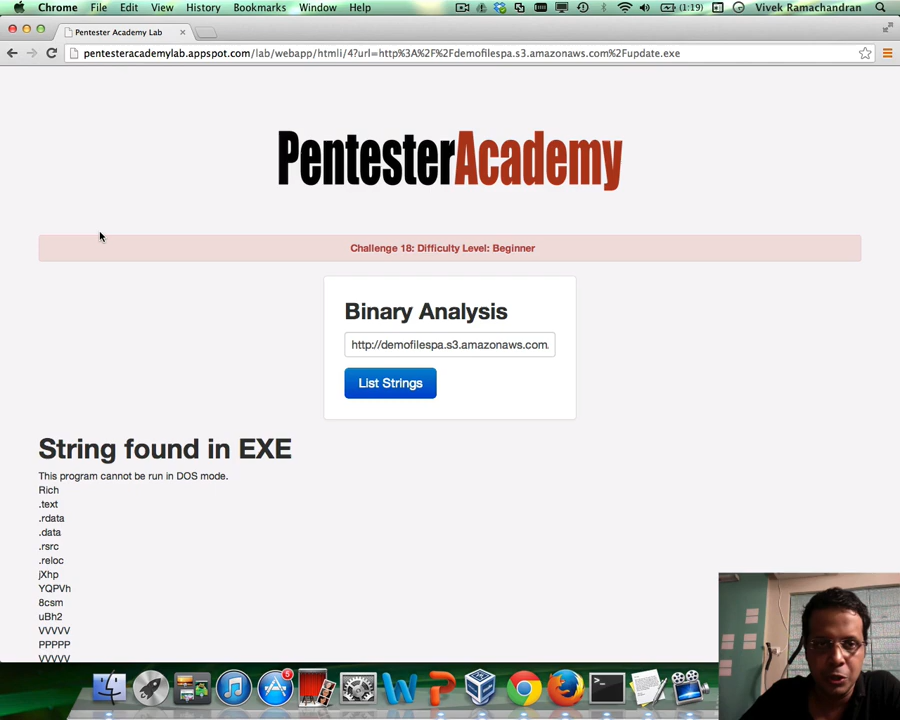 Chrome File Edit View History Bookmarks Window Help (1:19) Vivek Ramachandran
Pentester Academy Lab
pentesteracademylab.appspot.com/lab/webapp/htmli/4?url=http%3A%2F%2Fdemofilespa.s3.amazonaws.com%2Fupdate.exe
PentesterAcademy
Challenge 18: Difficulty Level: Beginner
Binary Analysis
http://demofilespa.s3.amazonaws.com.
List Strings
String found in EXE
This program cannot be run in DOS mode.
Rich
.text
.rdata
.data
.rsrc
.reloc
jXhp
YQPVh
8csm
uBh2
VVVVV
PPPPP
VVVVV
5